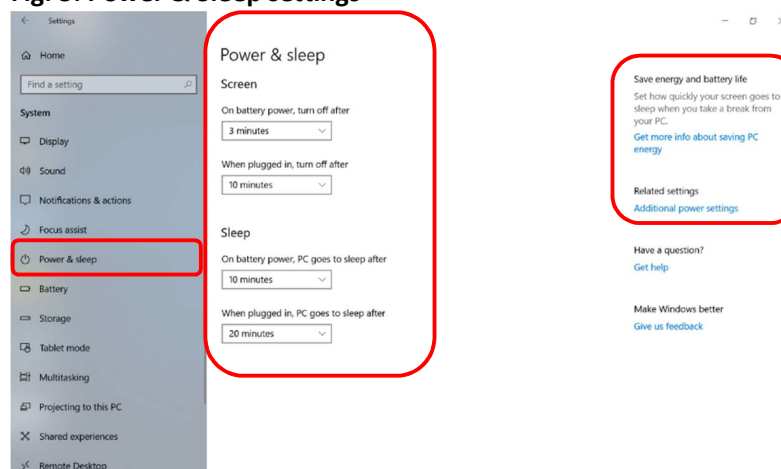 Settings
Home
Find a setting
System
Display
Sound
Notifications & actions
Focus assist
Power & sleep
Battery
Storage
Tablet mode
Multitasking
Projecting to this PC
Shared experiences
Remote Desktop
Power & sleep
Screen
On battery power, turn off after
3 minutes
When plugged in, turn off after
10 minutes
Sleep
On battery power, PC goes to sleep after
10 minutes
When plugged in, PC goes to sleep after
20 minutes
Save energy and battery life
Set how quickly your screen goes to
sleep when you take a break from
your PC.
Get more info about saving PC
energy
Related settings
Additional power settings
Have a question?
Get help
Make Windows better
Give us feedback